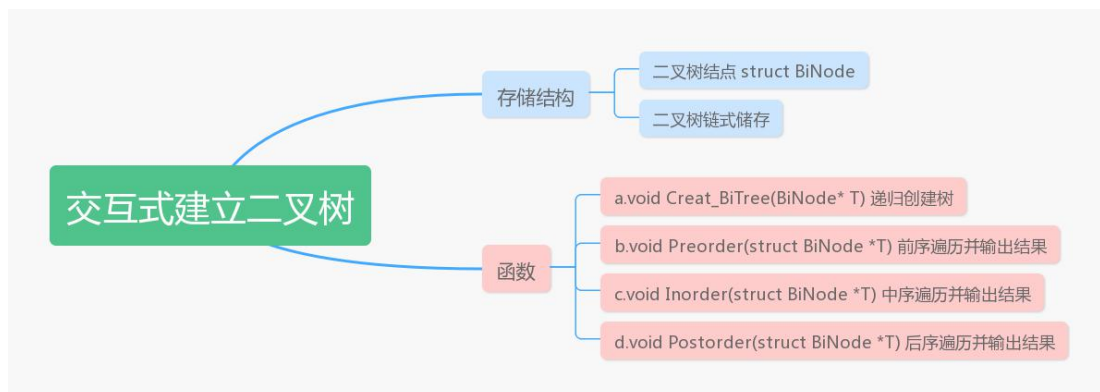 交互式建立二叉树
存储结构
二叉树结点 struct BiNode
二叉树链式储存
函数
a.void Creat_BiTree(BiNode* T) 递归创建树
b.void Preorder(struct BiNode *T) 前序遍历并输出结果
c.void Inorder(struct BiNode *T) 中序遍历并输出结果
d.void Postorder(struct BiNode *T) 后序遍历并输出结果